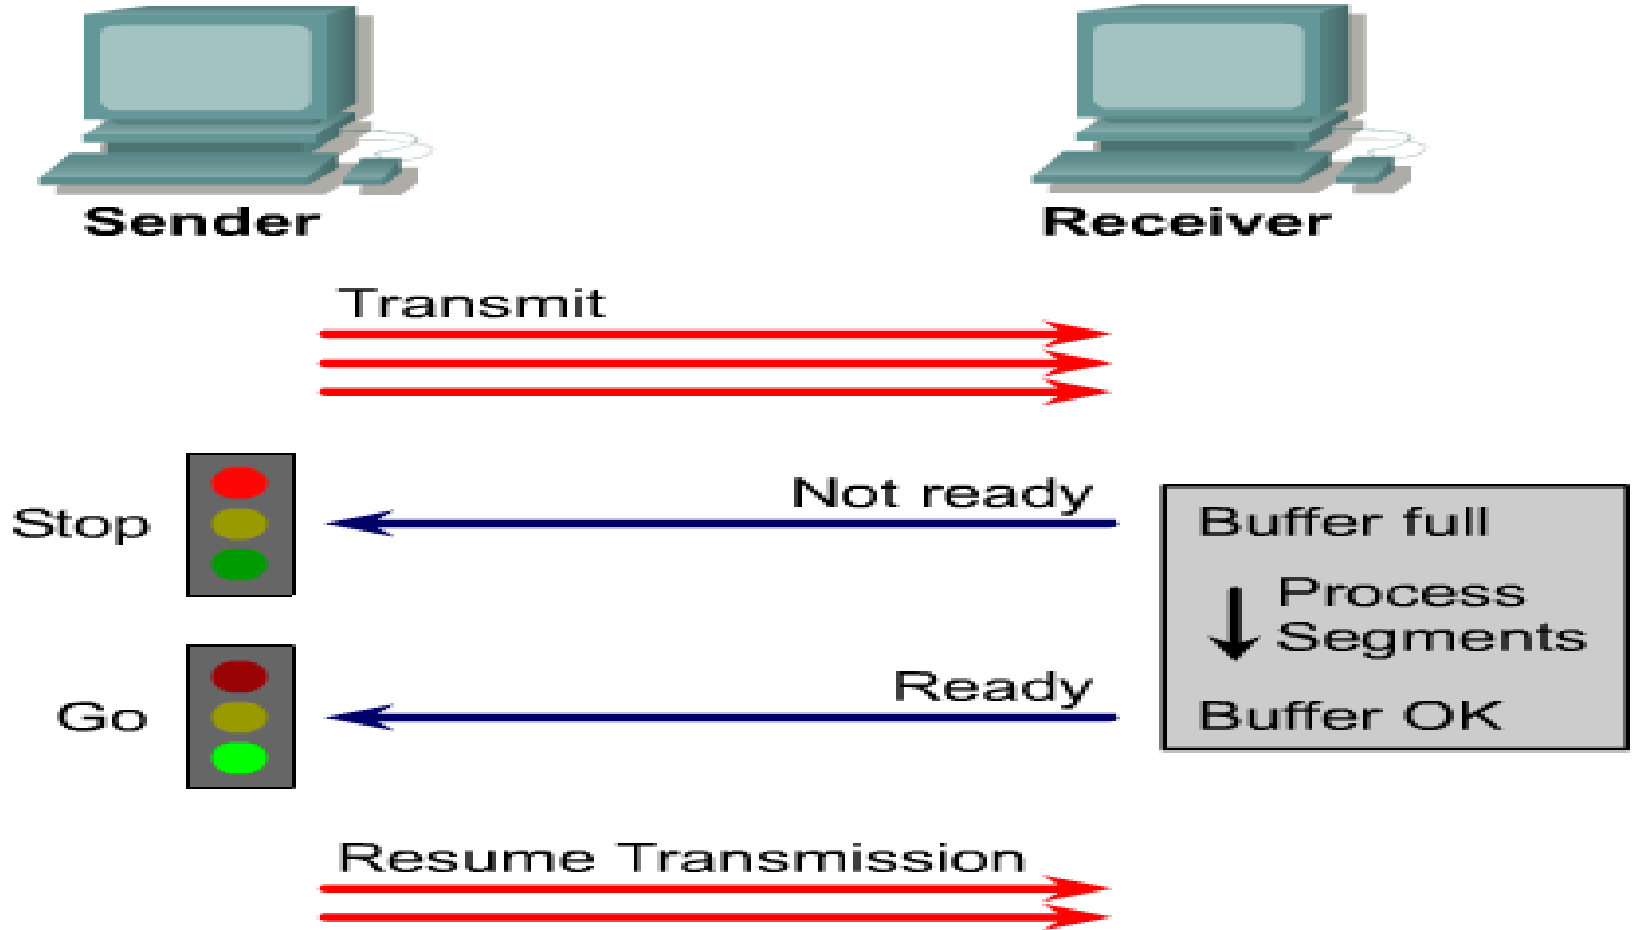 Sender
Receiver
Transmit
Not ready
Stop
Buffer full
Process
Segments
Ready
Go
Buffer OK
Resume Transmission